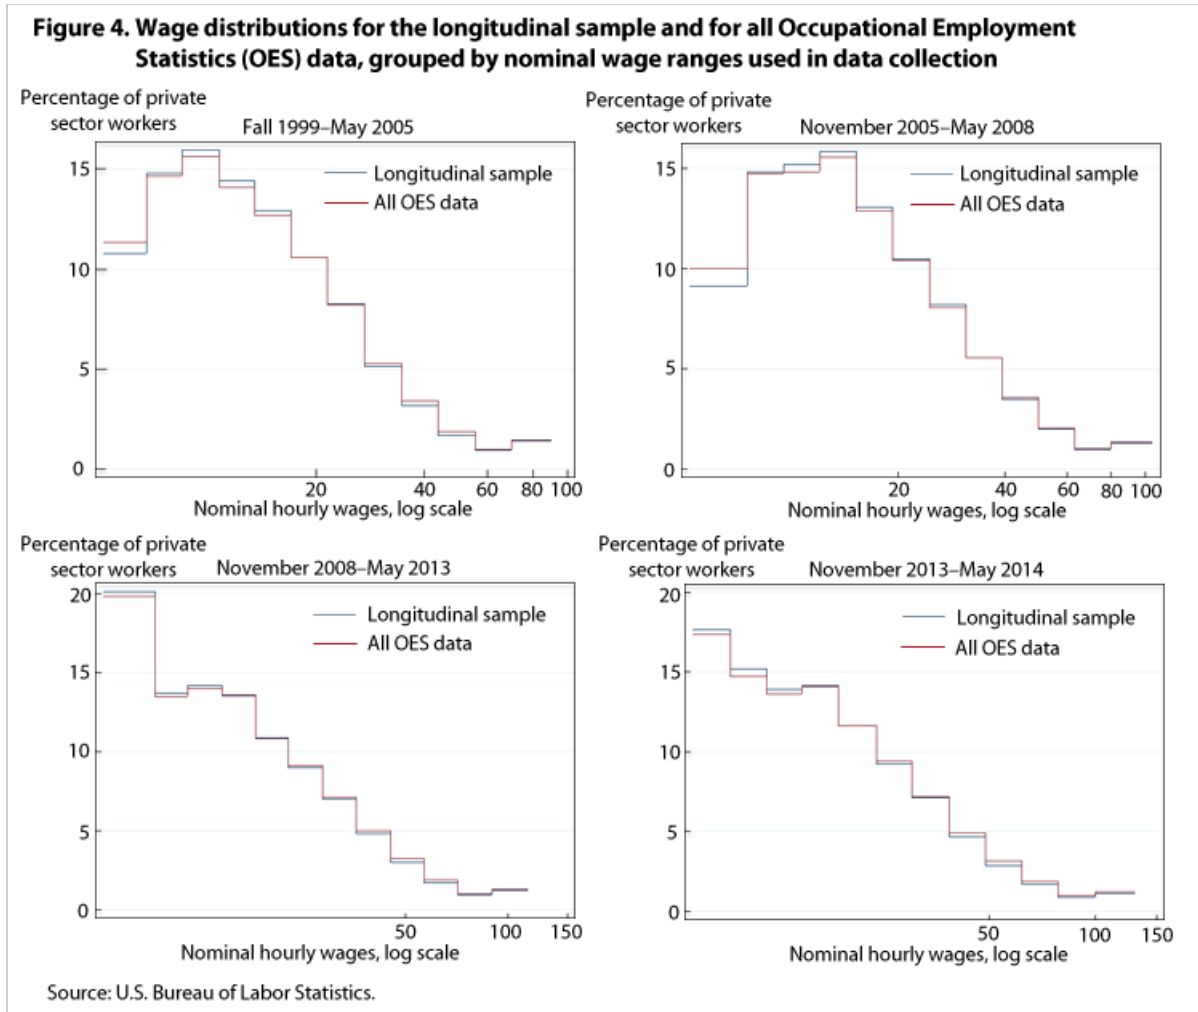 Figure 4. Wage distributions for the longitudinal sample and for all Occupational Employment
Statistics (OES) data, grouped by nominal wage ranges used in data collection
Percentage of private
sector workers
Fall 1999–May 2005
15
10
5
0
Longitudinal sample
All OES data
20 40 60 80 100
Nominal hourly wages, log scale
Percentage of private
sector workers
November 2005–May 2008
15
10
5
0
Longitudinal sample
All OES data
20 40 60 80 100
Nominal hourly wages, log scale
Percentage of private
sector workers
November 2008–May 2013
20
15
10
5
0
Longitudinal sample
All OES data
50 100 150
Nominal hourly wages, log scale
Percentage of private
sector workers
November 2013–May 2014
20
15
10
5
0
Longitudinal sample
All OES data
50 100 150
Nominal hourly wages, log scale
Source: U.S. Bureau of Labor Statistics.